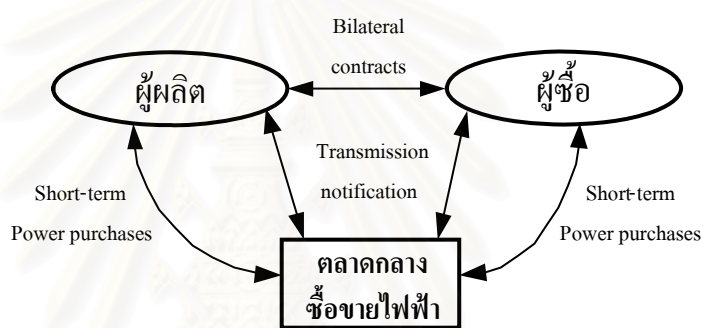 Bilateral
contracts
ผู้ผลิต
ผู้ซื้อ
Transmission
notification
Short-term
Power purchases
Short-term
Power purchases
ตลาดกลาง
ซื้อขายไฟฟ้า